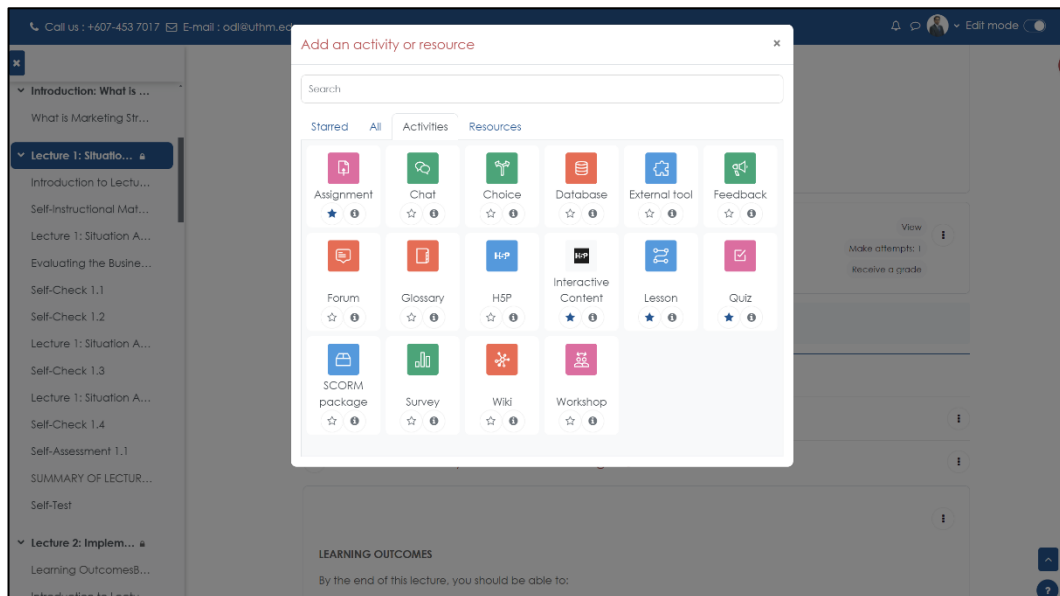 Call us : +607-453 7017 E-mail : odl@uthm.ed
Edit mode
Add an activity or resource
×
Search
Starred All Activities Resources
Assignment Chat Choice Database External tool Feedback
Forum Glossary H5P Interactive Content Lesson Quiz
SCORM package Survey Wiki Workshop
Introduction: What is ...
What is Marketing Str...
Lecture 1: Situatio...
Introduction to Lectu...
Self-Instructional Mat...
Lecture 1: Situation A...
Evaluating the Busine...
Self-Check 1.1
Self-Check 1.2
Lecture 1: Situation A...
Self-Check 1.3
Lecture 1: Situation A...
Self-Check 1.4
Self-Assessment 1.1
SUMMARY OF LECTUR...
Self-Test
Lecture 2: Implem...
Learning OutcomesB...
View
Make attempts: 1
Receive a grade
LEARNING OUTCOMES
By the end of this lecture, you should be able to: